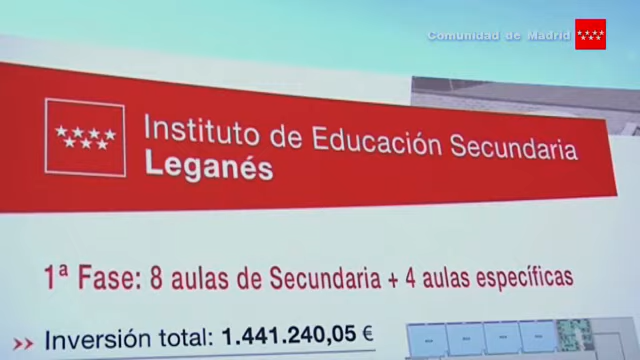 Comunidad de Madrid
Instituto de Educación Secundaria
Leganés
1ª Fase: 8 aulas de Secundaria + 4 aulas específicas
Inversión total: 1.441.240,05 €